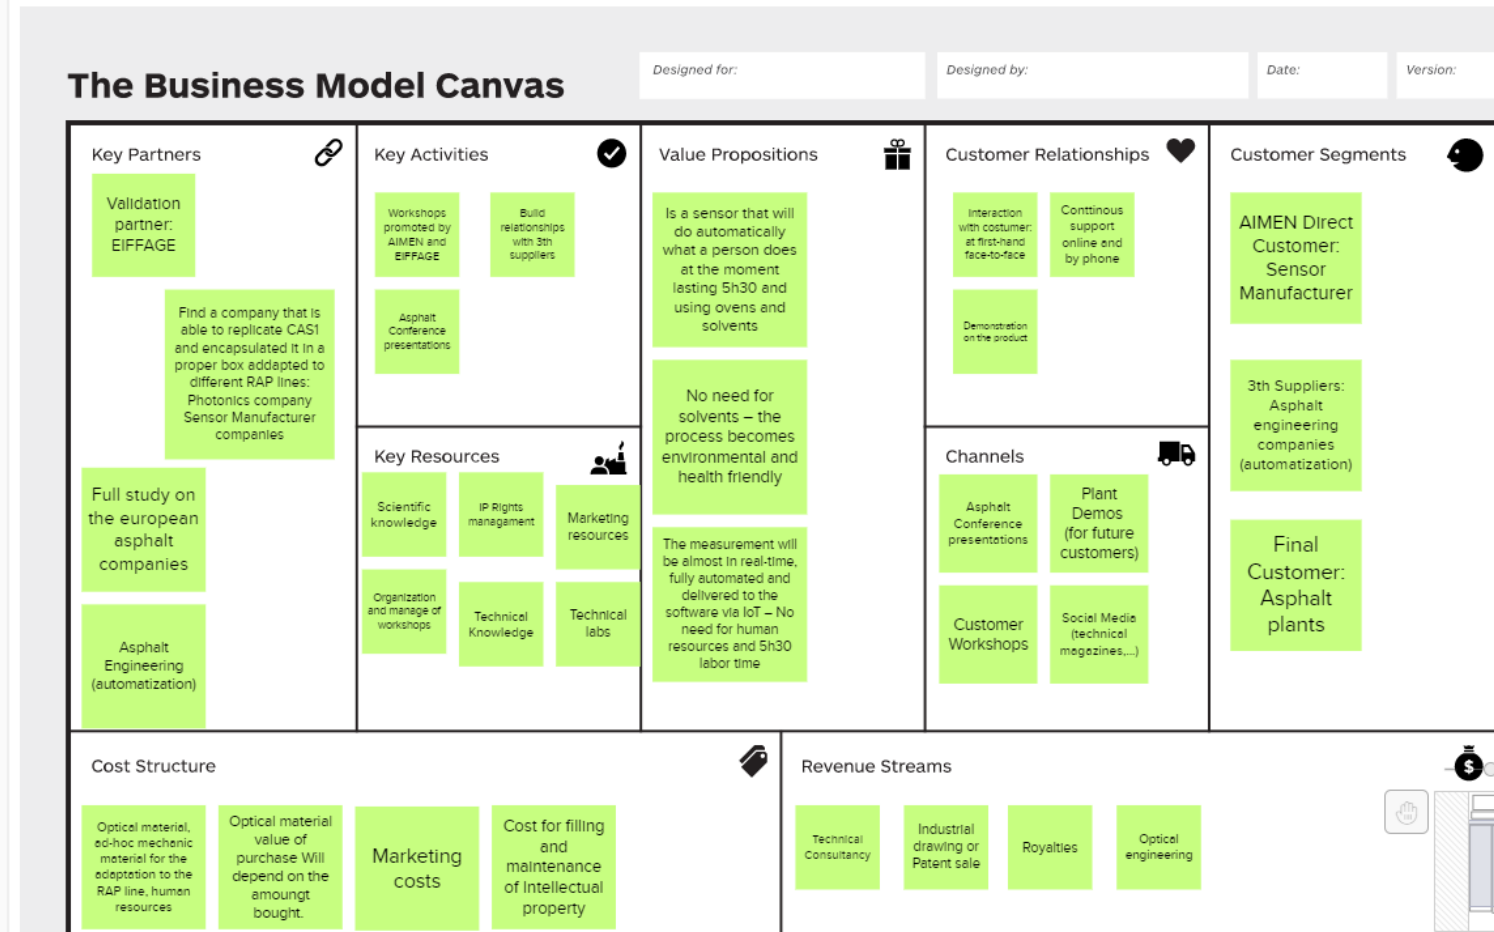 The Business Model Canvas
Designed for:
Designed by:
Date:
Version:
Key Partners
Validation
partner:
EIFFAGE
Find a company that is
able to replicate CAS1
and encapsulated it in a
proper box addapted to
different RAP lines:
Photonics company
Sensor Manufacturer
companies
Full study on
the european
asphalt
companies
Asphalt
Engineering
(automatization)
Key Activities
Workshops
promoted by
AIMEN and
EIFFAGE
Build
relationships
with 3th
suppliers
Asphalt
Conference
presentations
Key Resources
Scientific
knowledge
IP Rights
managament
Marketing
resources
Organization
and manage of
workshops
Technical
Knowledge
Technical
labs
Value Propositions
Is a sensor that will
do automatically
what a person does
at the moment
lasting 5h30 and
using ovens and
solvents
No need for
solvents – the
process becomes
environmental and
health friendly
The measurement will
be almost in real-time,
fully automated and
delivered to the
software via IoT – No
need for human
resources and 5h30
labor time
Customer Relationships
Interaction
with costumer:
at first-hand
face-to-face
Conttinous
support
online and
by phone
Demonstration
on the product
Channels
Asphalt
Conference
presentations
Plant
Demos
(for future
customers)
Customer
Workshops
Social Media
(technical
magazines,...)
Customer Segments
AIMEN Direct
Customer:
Sensor
Manufacturer
3th Suppliers:
Asphalt
engineering
companies
(automatization)
Final
Customer:
Asphalt
plants
Cost Structure
Optical material,
ad-hoc mechanic
material for the
adaptation to the
RAP line, human
resources
Optical material
value of
purchase Will
depend on the
amoungt
bought.
Marketing
costs
Cost for filling
and
maintenance
of Intellectual
property
Revenue Streams
$
Technical
Consultancy
Industrial
drawing or
Patent sale
Royalties
Optical
engineering